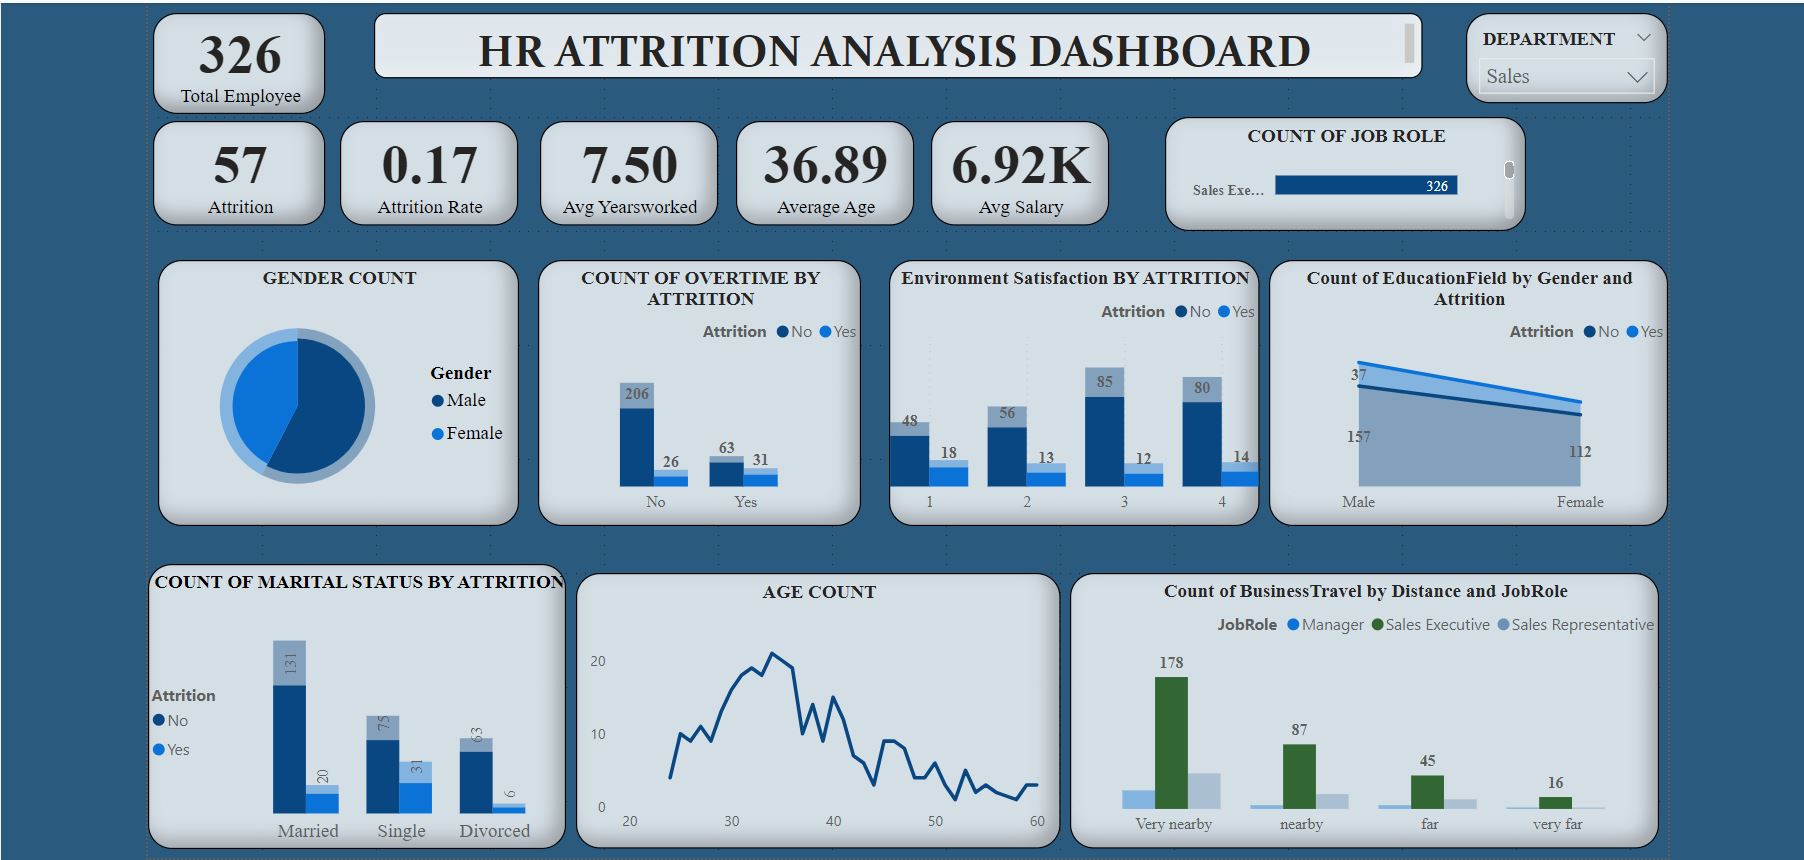 326
Total Employee
HR ATTRITION ANALYSIS DASHBOARD
DEPARTMENT
Sales
57
Attrition
0.17
Attrition Rate
7.50
Avg Yearsworked
36.89
Average Age
6.92K
Avg Salary
COUNT OF JOB ROLE
Sales Exe...
326
GENDER COUNT
Gender
Male
Female
COUNT OF OVERTIME BY
ATTRITION
Attrition No Yes
206
26
63
31
No Yes
Environment Satisfaction BY ATTRITION
Attrition No Yes
48
18
56
13
85
12
80
14
1 2 3 4
Count of EducationField by Gender and
Attrition
Attrition No Yes
37
157
112
Male Female
COUNT OF MARITAL STATUS BY ATTRITION
Attrition
No
Yes
131
20
75
31
63
6
Married Single Divorced
AGE COUNT
20
10
0
20 30 40 50 60
Count of BusinessTravel by Distance and JobRole
JobRole Manager Sales Executive Sales Representative
178
87
45
16
Very nearby nearby far very far